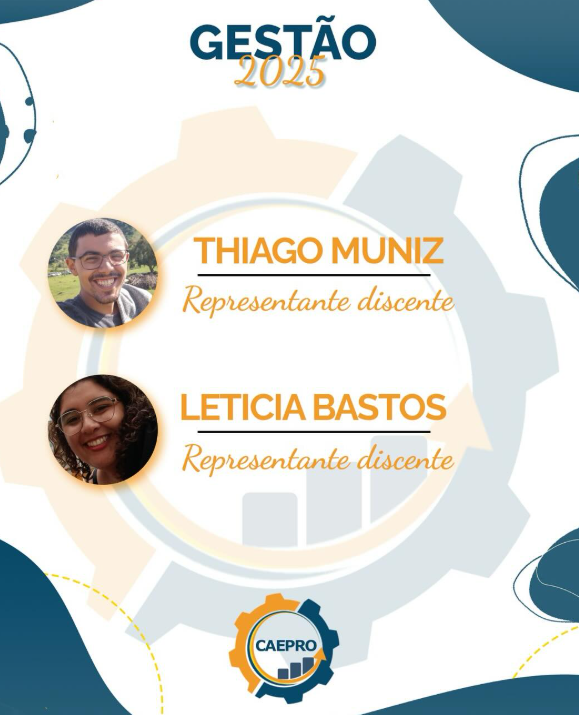 GESTÃO
2025
THIAGO MUNIZ
Representante discente
LETICIA BASTOS
Representante discente
CAEPRO